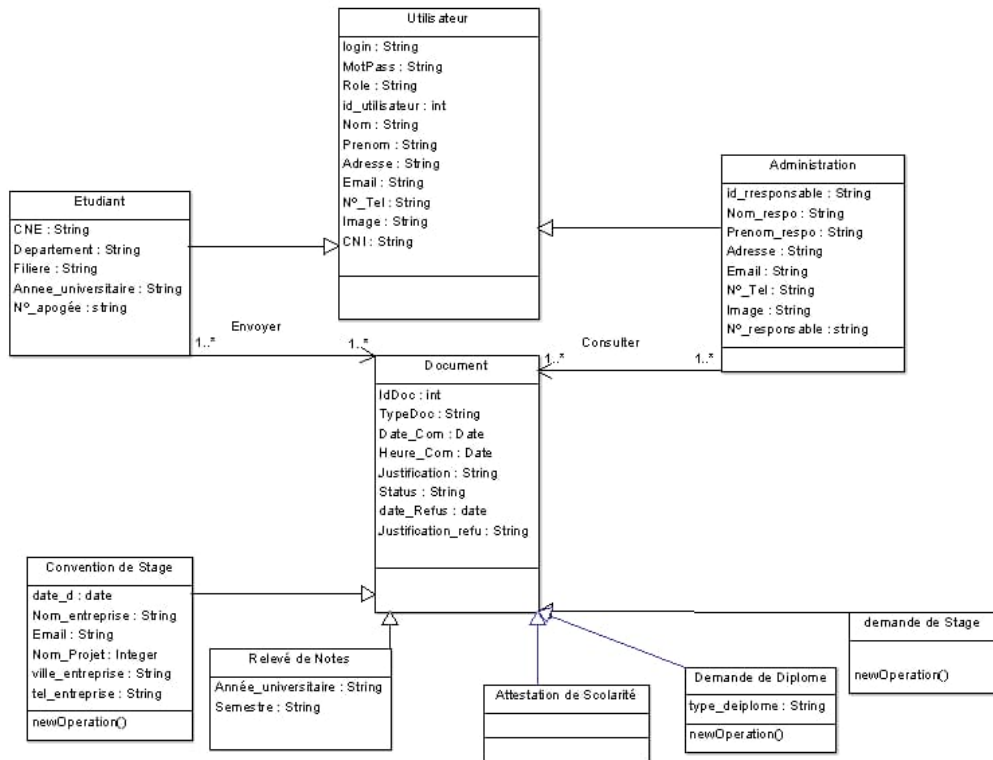 Utilisateur
login : String
MotPass : String
Role : String
id_utilisateur : int
Nom : String
Prenom : String
Adresse : String
Email : String
Nº_Tel : String
Image : String
CNI : String
Etudiant
CNE : String
Departement : String
Filiere : String
Annee_universitaire : String
Nº_apogée : string
Administration
id_rresponsable : String
Nom_respo : String
Prenom_respo : String
Adresse : String
Email : String
Nº_Tel : String
Image : String
Nº_responsable : string
Envoyer
1..*
1..*
Consulter
1..*
1..*
Document
IdDoc : int
TypeDoc : String
Date_Com : Date
Heure_Com : Date
Justification : String
Status : String
date_Refus : date
Justification_refu : String
Convention de Stage
date_d : date
Nom_entreprise : String
Email : String
Nom_Projet : Integer
ville_entreprise : String
tel_entreprise : String
newOperation()
Relevé de Notes
Année_universitaire : String
Semestre : String
Attestation de Scolarité
Demande de Diplome
type_deiplome : String
newOperation()
demande de Stage
newOperation()